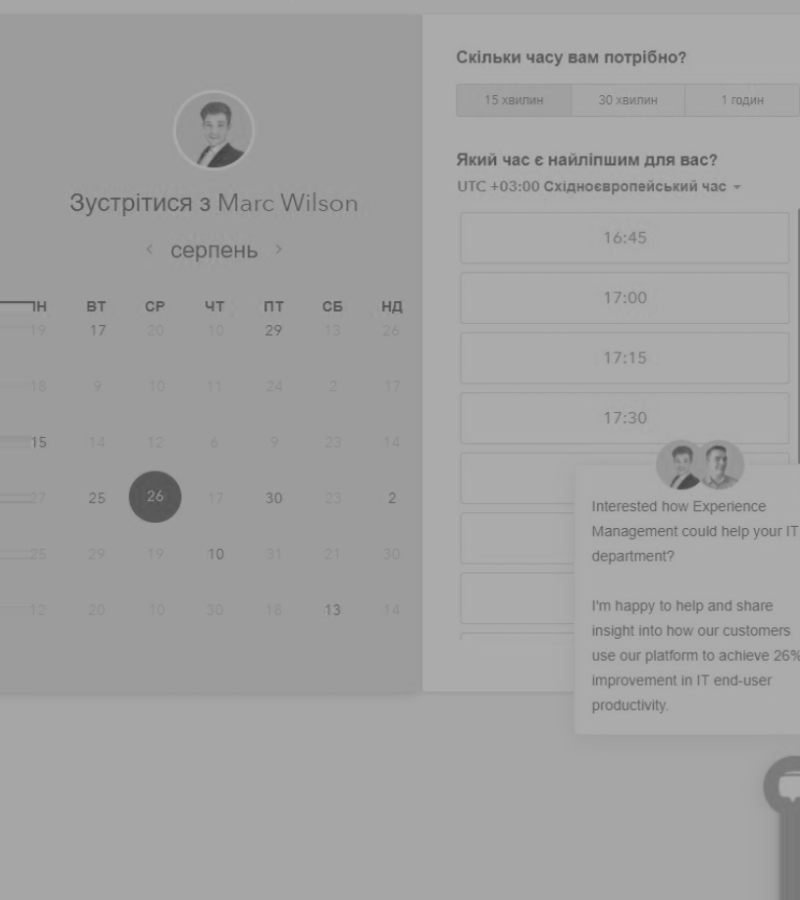 Зустрітися з Marc Wilson
серпень
ВТ СР ЧТ ПТ СБ НД
19 17 20 10 29 13 26
18 9 10 11 24 2 17
15 14 12 6 9 23 14
27 25 26 17 30 23 2
25 29 19 10 31 21 30
12 20 10 30 18 13 14
Скільки часу вам потрібно?
15 хвилин 30 хвилин 1 годин
Який час є найліпшим для вас?
UTC +03:00 Східноєвропейський час
16:45
17:00
17:15
17:30
Interested how Experience
Management could help your IT
department?
I'm happy to help and share
insight into how our customers
use our platform to achieve 26%
improvement in IT end-user
productivity.